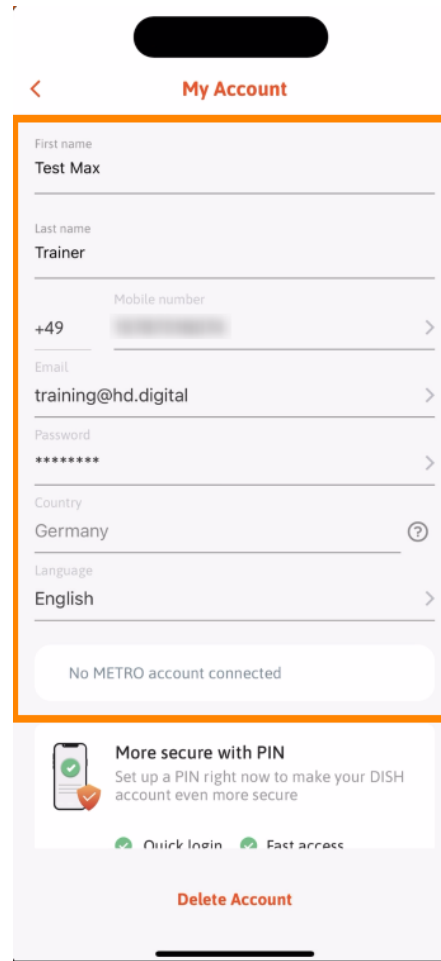 My Account
First name
Test Max
Last name
Trainer
Mobile number
+49
Email
training@hd.digital
Password
********
Country
Germany
?
Language
English
No METRO account connected
More secure with PIN
Set up a PIN right now to make your DISH
account even more secure
Quick login Fast access
Delete Account